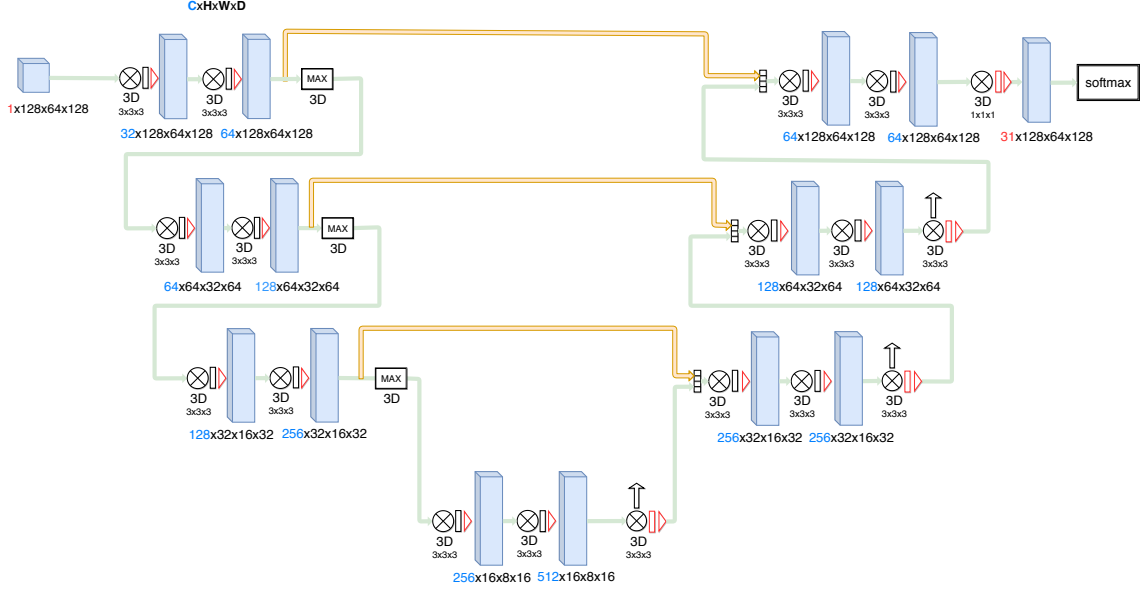 CxHxWxD
1x128x64x128
3D
3x3x3
3D
3x3x3
MAX
3D
32x128x64x128
64x128x64x128
3D
3x3x3
3D
3x3x3
3D
1x1x1
softmax
64x128x64x128
64x128x64x128
31x128x64x128
3D
3x3x3
3D
3x3x3
MAX
3D
64x64x32x64
128x64x32x64
3D
3x3x3
3D
3x3x3
3D
3x3x3
128x64x32x64
128x64x32x64
3D
3x3x3
3D
3x3x3
MAX
3D
128x32x16x32
256x32x16x32
3D
3x3x3
3D
3x3x3
3D
3x3x3
256x32x16x32
256x32x16x32
3D
3x3x3
3D
3x3x3
3D
3x3x3
256x16x8x16
512x16x8x16